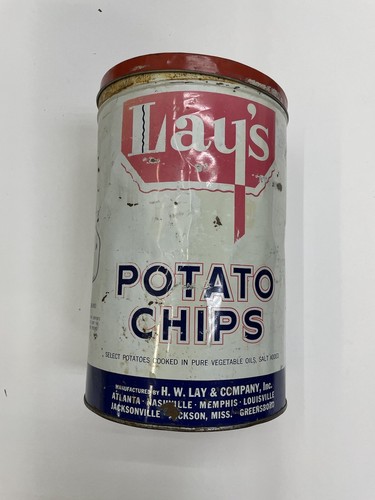 Lay's
POTATO
CHIPS
SELECT POTATOES COOKED IN PURE VEGETABLE OILS, SALT ADDED
MANUFACTURED BY H. W. LAY & COMPANY, Inc.
ATLANTA · NASHVILLE · MEMPHIS · LOUISVILLE
JACKSONVILLE JACKSON, MISS. GREENSBORO